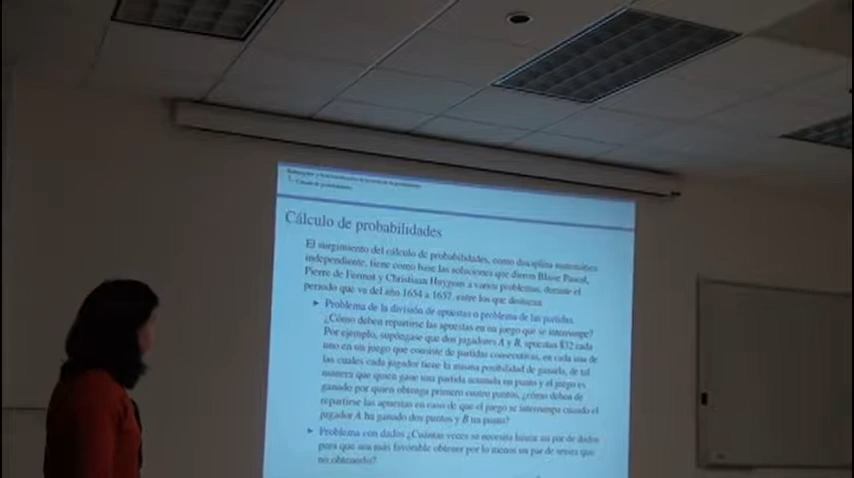 Cálculo de probabilidades
Cálculo de probabilidades
El surgimiento del cálculo de probabilidades, como disciplina matemática
independiente, tiene como base las soluciones que dieron Blaise Pascal,
Pierre de Fermat y Christiaan Huygens a varios problemas, durante el
periodo que va del año 1654 a 1657, entre los que destacan
▸ Problema de la división de apuestas o problema de las partidas.
¿Cómo deben repartirse las apuestas en un juego que se interrumpe?
Por ejemplo, supóngase que dos jugadores A y B, apuestan $32 cada
uno en un juego que consiste de partidas consecutivas, en cada una de
las cuales cada jugador tiene la misma posibilidad de ganarla, de tal
manera que quien gane una partida acumula un punto y el juego es
ganado por quien obtenga primero cuatro puntos, ¿cómo deben de
repartirse las apuestas en caso de que el juego se interrumpa cuando el
jugador A ha ganado dos puntos y B un punto?
▸ Problema con dados ¿Cuántas veces se necesita lanzar un par de dados
para que sea más favorable obtener por lo menos un par de seises que
no obtenerlo?